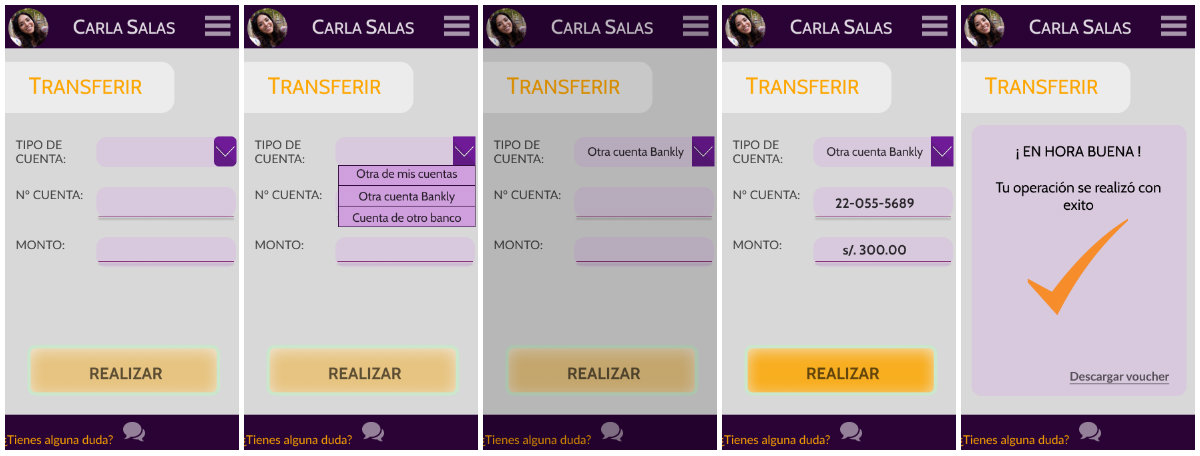 CARLA SALAS
TRANSFERIR
TIPO DE
CUENTA:
Nº CUENTA:
MONTO:
REALIZAR
¿Tienes alguna duda?
CARLA SALAS
TRANSFERIR
TIPO DE
CUENTA:
Otra de mis cuentas
Nº CUENTA:
Otra cuenta Bankly
Cuenta de otro banco
MONTO:
REALIZAR
¿Tienes alguna duda?
CARLA SALAS
TRANSFERIR
TIPO DE
CUENTA:
Otra cuenta Bankly
Nº CUENTA:
MONTO:
REALIZAR
¿Tienes alguna duda?
CARLA SALAS
TRANSFERIR
TIPO DE
CUENTA:
Otra cuenta Bankly
Nº CUENTA:
22-055-5689
MONTO:
s/. 300.00
REALIZAR
¿Tienes alguna duda?
CARLA SALAS
TRANSFERIR
¡ EN HORA BUENA !
Tu operación se realizó con
exito
Descargar voucher
¿Tienes alguna duda?